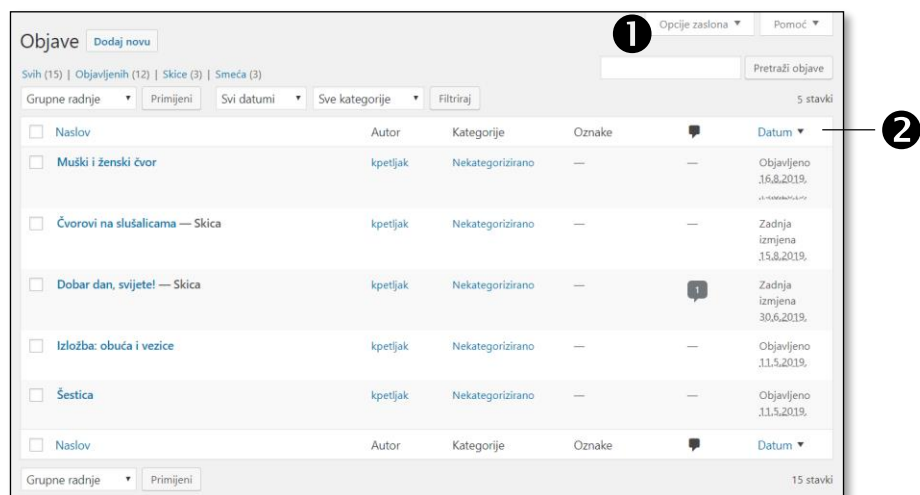 Opcije zaslona ▼ Pomoć ▼
1
Objave Dodaj novu
Svih (15) | Objavljenih (12) | Skice (3) | Smeća (3)
Pretraži objave
Grupne radnje ▼ Primijeni Svi datumi ▼ Sve kategorije ▼ Filtriraj 5 stavki
Naslov Autor Kategorije Oznake Datum ▼
2
Muški i ženski čvor kpetljak Nekategorizirano — — Objavljeno
16.8.2019.
Čvorovi na slušalicama — Skica kpetljak Nekategorizirano — — Zadnja
izmjena
15.8.2019.
Dobar dan, svijete! — Skica kpetljak Nekategorizirano — 1 Zadnja
izmjena
30.6.2019.
Izložba: obuća i vezice kpetljak Nekategorizirano — — Objavljeno
11.5.2019.
Šestica kpetljak Nekategorizirano — — Objavljeno
11.5.2019.
Naslov Autor Kategorije Oznake Datum ▼
Grupne radnje ▼ Primijeni 15 stavki